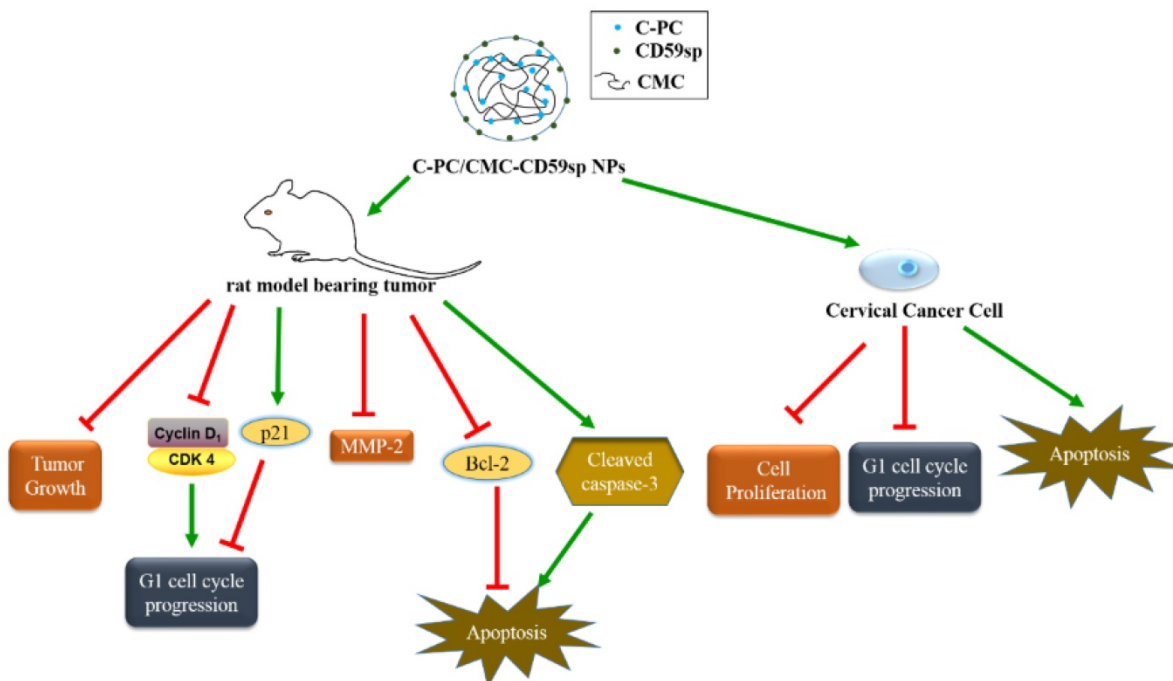 C-PC
CD59sp
CMC
C-PC/CMC-CD59sp NPs
rat model bearing tumor
Cervical Cancer Cell
Tumor
Growth
Cyclin D₁
CDK 4
p21
MMP-2
Bcl-2
Cleaved
caspase-3
G1 cell cycle
progression
Apoptosis
Cell
Proliferation
G1 cell cycle
progression
Apoptosis